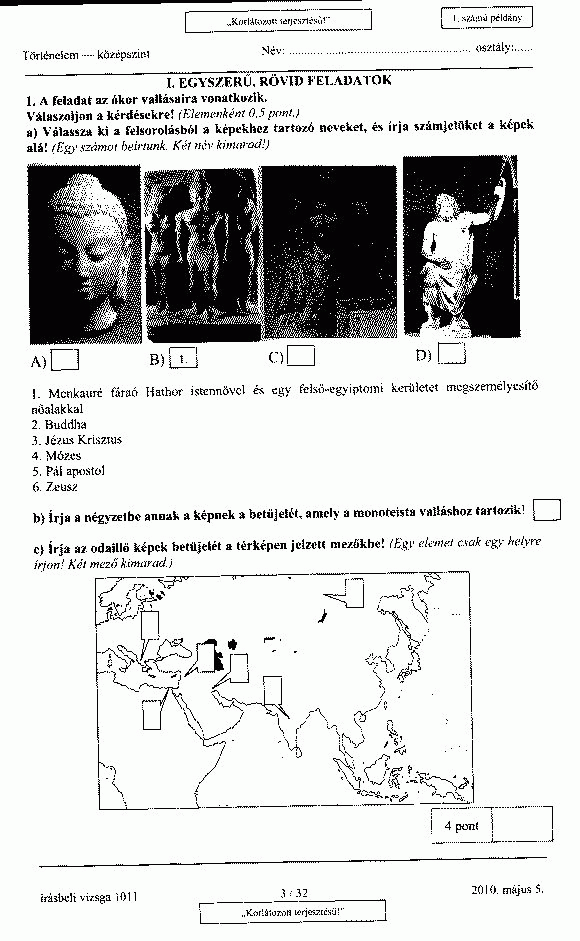 „Korlátozott terjesztésű!"
1. számú példány
Történelem — középszint
Név: ........................................................ osztály:......
I. EGYSZERŰ, RÖVID FELADATOK
1. A feladat az ókor vallásaira vonatkozik.
Válaszoljon a kérdésekre! (Elemenként 0,5 pont.)
a) Válassza ki a felsorolásból a képekhez tartozó neveket, és írja számjelüket a képek
alá! (Egy számot beírtunk. Két név kimarad!)
A)
B) 1.
C)
D)
1. Menkauré fáraó Hathor istennővel és egy felső-egyiptomi kerületet megszemélyesítő
nőalakkal
2. Buddha
3. Jézus Krisztus
4. Mózes
5. Pál apostol
6. Zeusz
b) Írja a négyzetbe annak a képnek a betűjelét, amely a monoteista valláshoz tartozik!
c) Írja az odaillő képek betűjelét a térképen jelzett mezőkbe! (Egy elemet csak egy helyre
írjon! Két mező kimarad.)
4 pont
írásbeli vizsga 1011
3 / 32
2010. május 5.
„Korlátozott terjesztésű!"